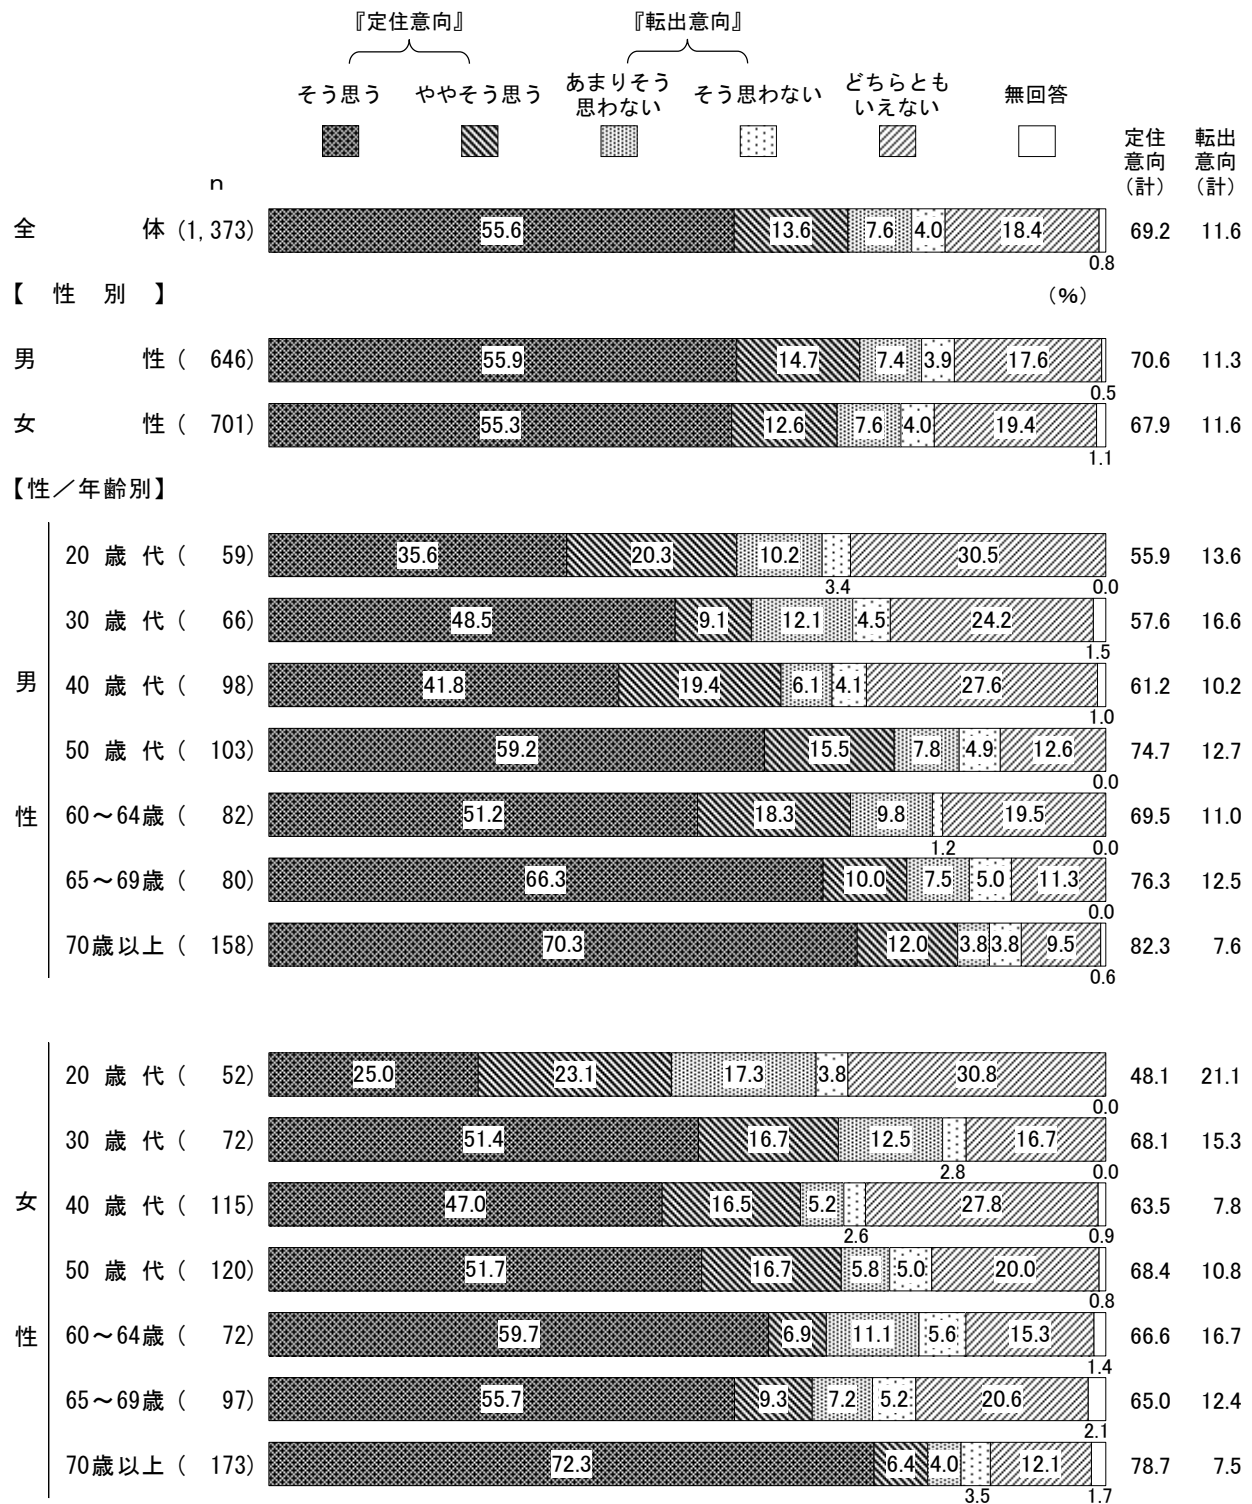 『定住意向』 『転出意向』
そう思う ややそう思う あまりそう思わない そう思わない どちらともいえない 無回答
定住意向（計） 転出意向（計）
ｎ
全体 (1,373) 55.6 13.6 7.6 4.0 18.4 69.2 11.6
0.8
【性別】 （％）
男性 ( 646) 55.9 14.7 7.4 3.9 17.6 70.6 11.3
0.5
女性 ( 701) 55.3 12.6 7.6 4.0 19.4 67.9 11.6
1.1
【性／年齢別】
男性
20歳代 ( 59) 35.6 20.3 10.2 30.5 55.9 13.6
3.4 0.0
30歳代 ( 66) 48.5 9.1 12.1 4.5 24.2 57.6 16.6
1.5
40歳代 ( 98) 41.8 19.4 6.1 4.1 27.6 61.2 10.2
1.0
50歳代 ( 103) 59.2 15.5 7.8 4.9 12.6 74.7 12.7
0.0
60～64歳 ( 82) 51.2 18.3 9.8 19.5 69.5 11.0
1.2 0.0
65～69歳 ( 80) 66.3 10.0 7.5 5.0 11.3 76.3 12.5
0.0
70歳以上 ( 158) 70.3 12.0 3.8 3.8 9.5 82.3 7.6
0.6
女性
20歳代 ( 52) 25.0 23.1 17.3 3.8 30.8 48.1 21.1
0.0
30歳代 ( 72) 51.4 16.7 12.5 16.7 68.1 15.3
2.8 0.0
40歳代 ( 115) 47.0 16.5 5.2 27.8 63.5 7.8
2.6 0.9
50歳代 ( 120) 51.7 16.7 5.8 5.0 20.0 68.4 10.8
0.8
60～64歳 ( 72) 59.7 6.9 11.1 5.6 15.3 66.6 16.7
1.4
65～69歳 ( 97) 55.7 9.3 7.2 5.2 20.6 65.0 12.4
2.1
70歳以上 ( 173) 72.3 6.4 4.0 12.1 78.7 7.5
3.5 1.7